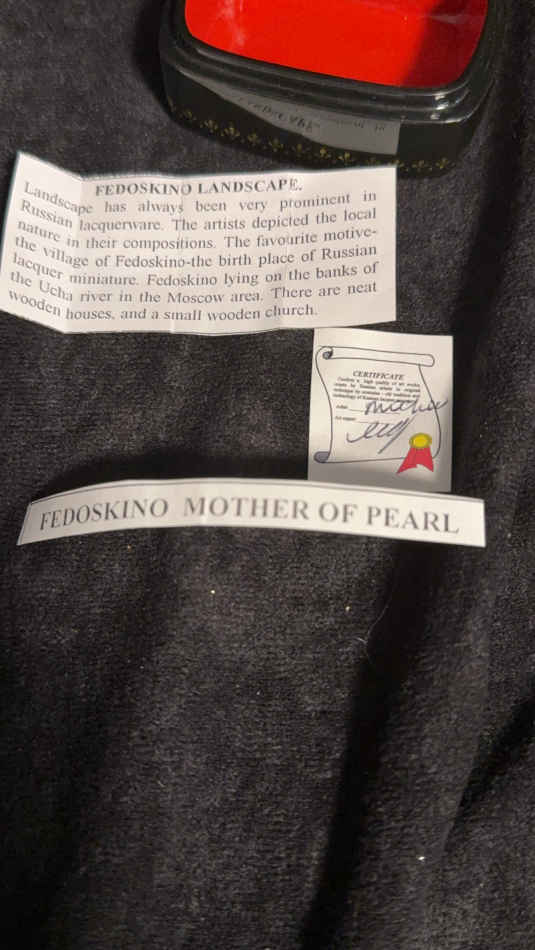 FEDOSKINO LANDSCAPE.
Landscape has always been very prominent in
Russian lacquerware. The artists depicted the local
nature in their compositions. The favourite motive-
the village of Fedoskino-the birth place of Russian
lacquer miniature. Fedoskino lying on the banks of
the Ucha river in the Moscow area. There are neat
wooden houses, and a small wooden church.
CERTIFICATE
FEDOSKINO MOTHER OF PEARL